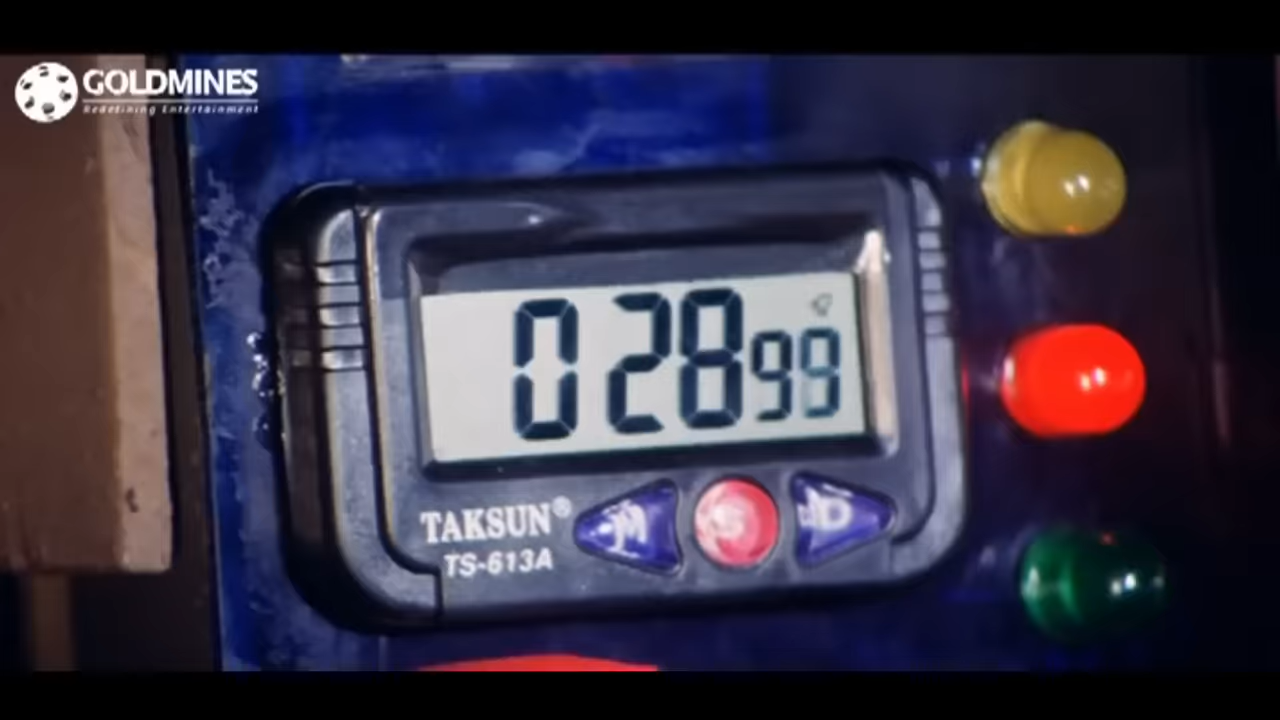 GOLDMINES
Redefining Entertainment
0 28 99
TAKSUN®
TS-613A
M S D